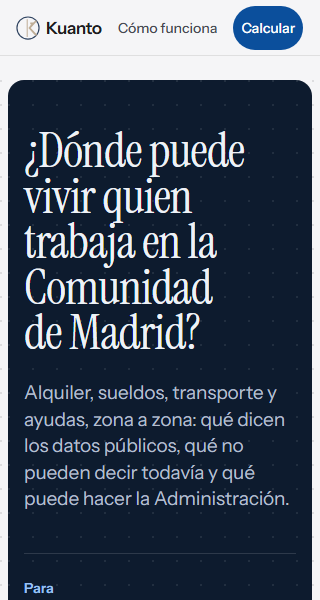 Kuanto
Cómo funciona
Calcular
¿Dónde puede
vivir quien
trabaja en la
Comunidad
de Madrid?
Alquiler, sueldos, transporte y
ayudas, zona a zona: qué dicen
los datos públicos, qué no
pueden decir todavía y qué
puede hacer la Administración.
Para